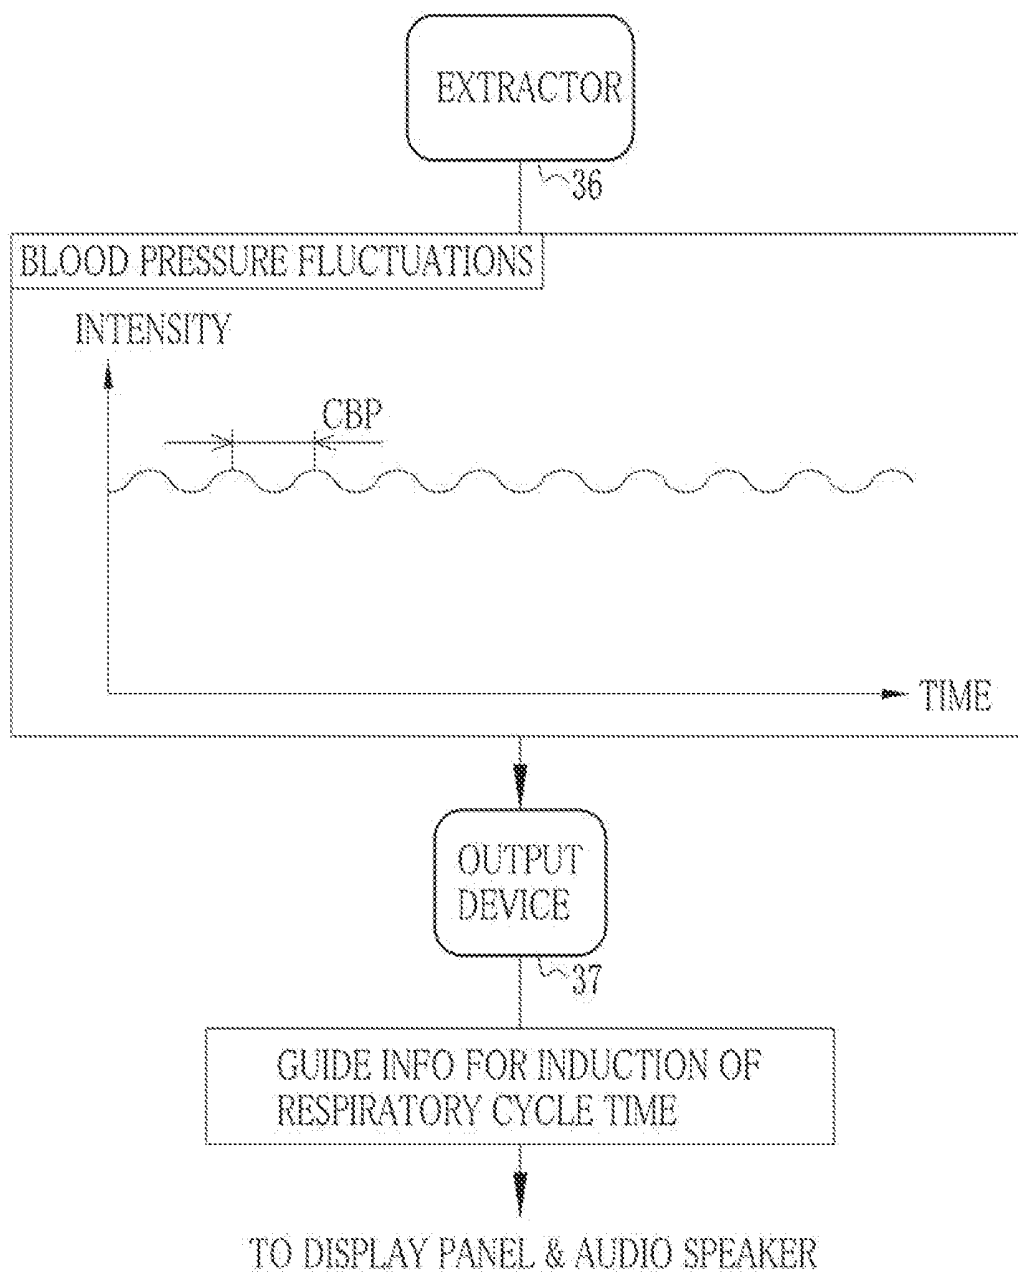 EXTRACTOR
36
BLOOD PRESSURE FLUCTUATIONS
INTENSITY
CBP
TIME
OUTPUT
DEVICE
37
GUIDE INFO FOR INDUCTION OF
RESPIRATORY CYCLE TIME
TO DISPLAY PANEL & AUDIO SPEAKER